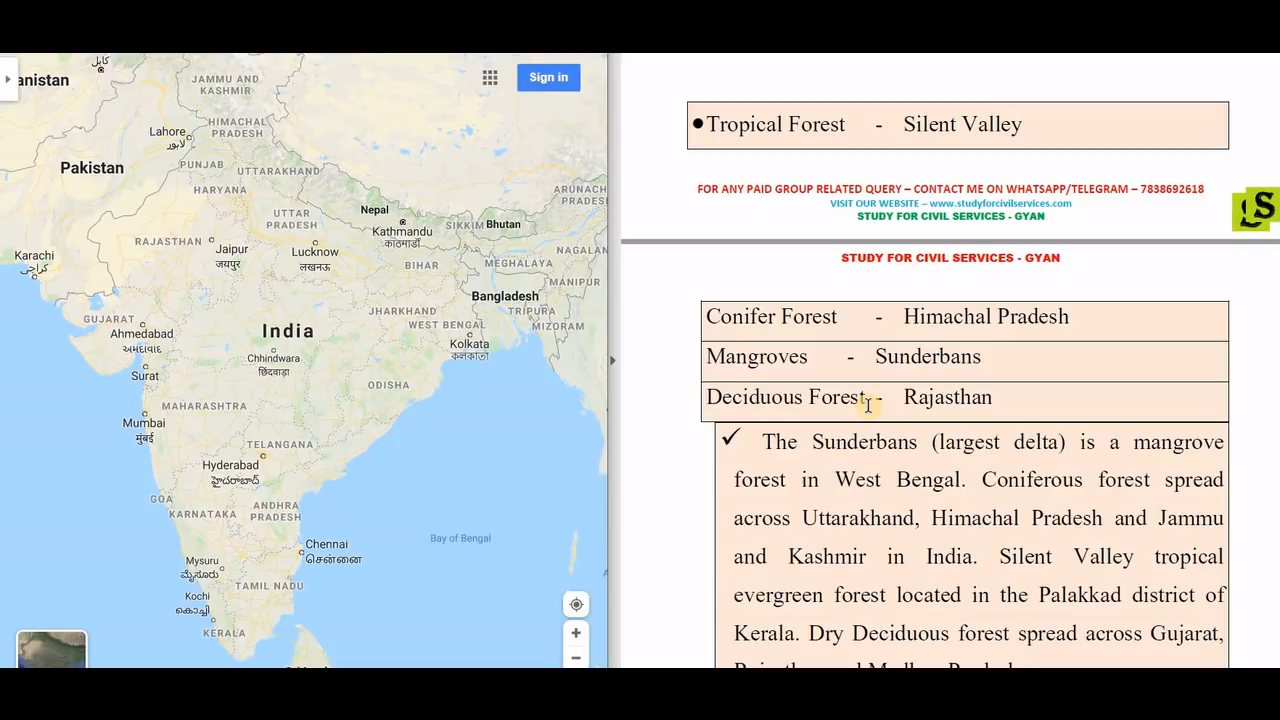 کابل
anistan
JAMMU AND
KASHMIR
Sign in
HIMACHAL
PRADESH
Lahore
لاہور
Pakistan
PUNJAB
UTTARAKHAND
HARYANA
ARUNACH
PRADES
Nepal
UTTAR
PRADESH
SIKKIM
Bhutan
Kathmandu
काठमाडौं
RAJASTHAN
Jaipur
जयपुर
Lucknow
लखनऊ
NAGALAN
Karachi
کراچی
BIHAR
MEGHALAYA
MANIPUR
Bangladesh
GUJARAT
JHARKHAND
TRIPURA
WEST BENGAL
MIZORAM
Ahmedabad
અમદાવાદ
India
Kolkata
কলকাতা
Chhindwara
छिंदवाड़ा
Surat
ODISHA
MAHARASHTRA
Mumbai
मुंबई
TELANGANA
Hyderabad
హైదరాబాద్
GOA
ANDHRA
PRADESH
KARNATAKA
Bay of Bengal
Chennai
சென்னை
Mysuru
ಮೈಸೂರು
TAMIL NADU
Kochi
കൊച്ചി
KERALA
● Tropical Forest - Silent Valley
FOR ANY PAID GROUP RELATED QUERY – CONTACT ME ON WHATSAPP/TELEGRAM – 7838692618
VISIT OUR WEBSITE – www.studyforcivilservices.com
STUDY FOR CIVIL SERVICES - GYAN
STUDY FOR CIVIL SERVICES - GYAN
Conifer Forest - Himachal Pradesh
Mangroves - Sunderbans
Deciduous Forest - Rajasthan
✓ The Sunderbans (largest delta) is a mangrove
forest in West Bengal. Coniferous forest spread
across Uttarakhand, Himachal Pradesh and Jammu
and Kashmir in India. Silent Valley tropical
evergreen forest located in the Palakkad district of
Kerala. Dry Deciduous forest spread across Gujarat,